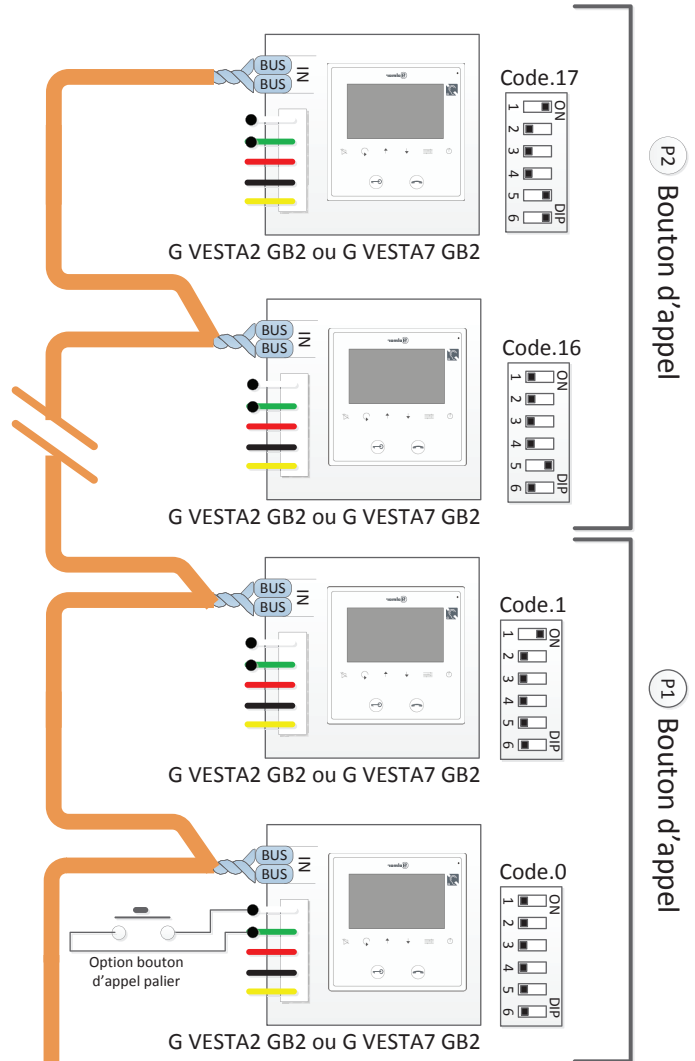 BUS
BUS
IN
G VESTA2 GB2 ou G VESTA7 GB2
Code.17
ON
1
2
3
4
5
6
DIP
BUS
BUS
IN
G VESTA2 GB2 ou G VESTA7 GB2
Code.16
ON
1
2
3
4
5
6
DIP
P2 Bouton d'appel
BUS
BUS
IN
G VESTA2 GB2 ou G VESTA7 GB2
Code.1
ON
1
2
3
4
5
6
DIP
BUS
BUS
IN
Option bouton
d'appel palier
G VESTA2 GB2 ou G VESTA7 GB2
Code.0
ON
1
2
3
4
5
6
DIP
P1 Bouton d'appel